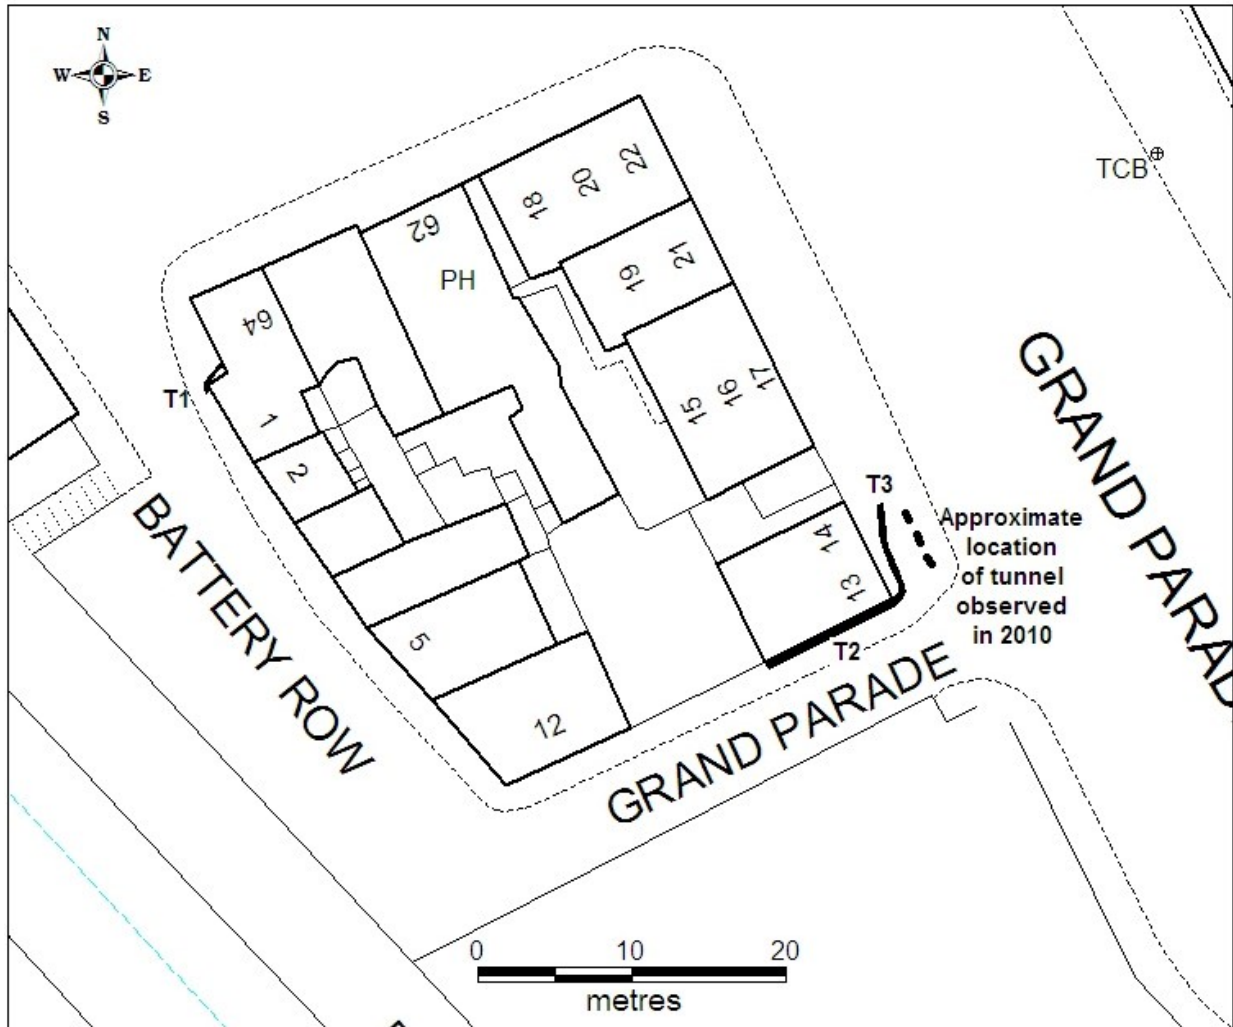 N
W E
S
TCB
22
20
18
62
PH
21
19
64
T1
17
16
15
1
2
GRAND PARAD
T3
Approximate
location
of tunnel
observed
in 2010
14
13
BATTERY ROW
5
T2
12
GRAND PARADE
0 10 20
metres